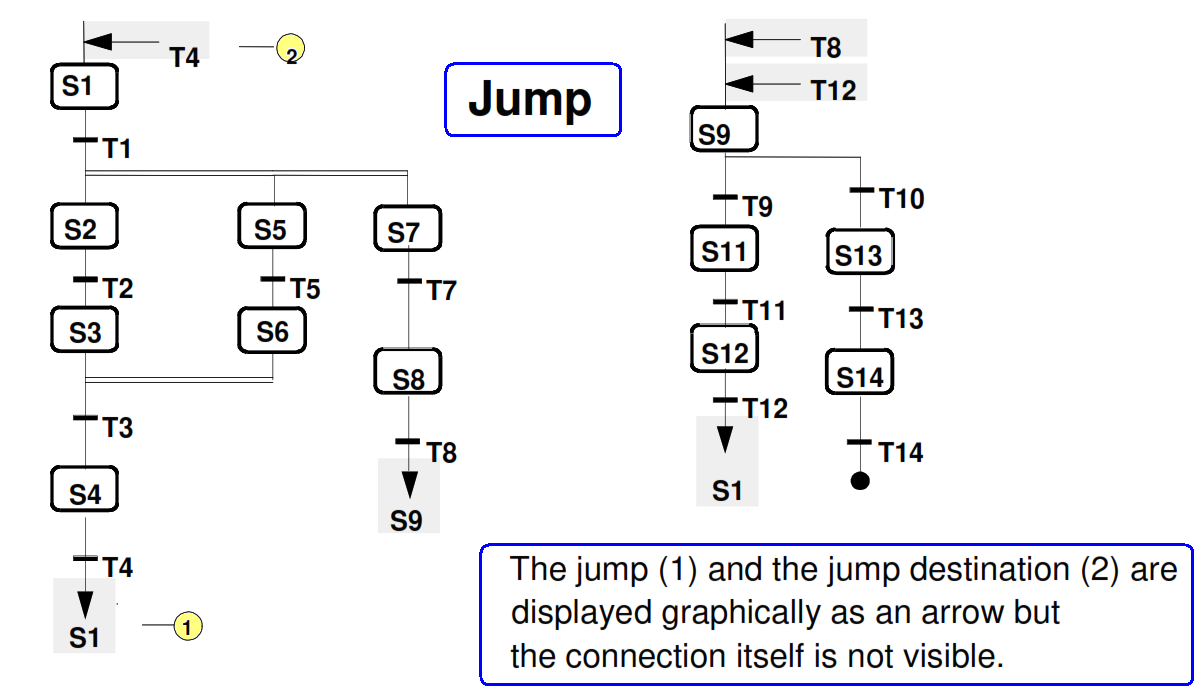 T4
2
S1
T1
S2
S5
S7
T2
T5
T7
S3
S6
S8
T3
T8
S9
S4
T4
S1
1
Jump
T8
T12
S9
T9
T10
S11
S13
T11
T13
S12
S14
T12
T14
S1
The jump (1) and the jump destination (2) are
displayed graphically as an arrow but
the connection itself is not visible.